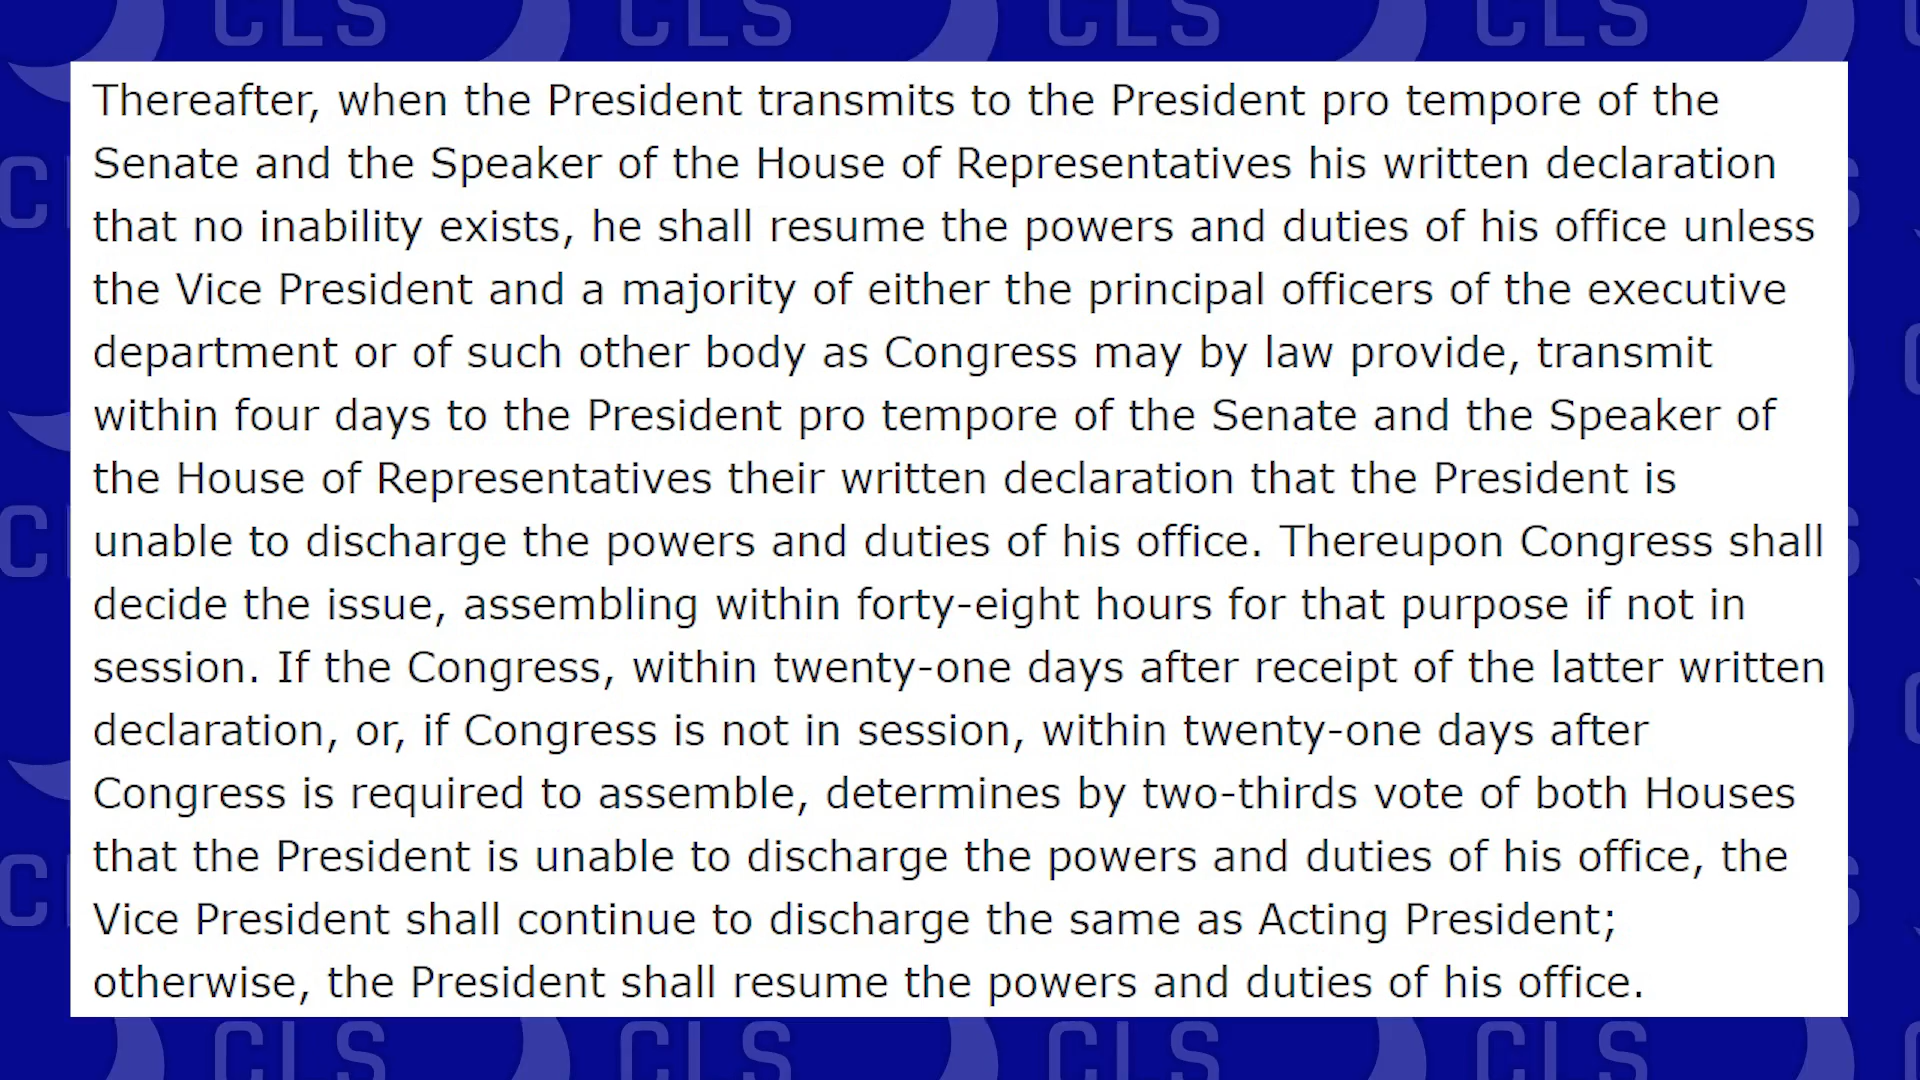 CLS CLS CLS CLS
Thereafter, when the President transmits to the President pro tempore of the
Senate and the Speaker of the House of Representatives his written declaration
that no inability exists, he shall resume the powers and duties of his office unless
the Vice President and a majority of either the principal officers of the executive
department or of such other body as Congress may by law provide, transmit
within four days to the President pro tempore of the Senate and the Speaker of
the House of Representatives their written declaration that the President is
unable to discharge the powers and duties of his office. Thereupon Congress shall
decide the issue, assembling within forty-eight hours for that purpose if not in
session. If the Congress, within twenty-one days after receipt of the latter written
declaration, or, if Congress is not in session, within twenty-one days after
Congress is required to assemble, determines by two-thirds vote of both Houses
that the President is unable to discharge the powers and duties of his office, the
Vice President shall continue to discharge the same as Acting President;
otherwise, the President shall resume the powers and duties of his office.
CLS CLS CLS CLS